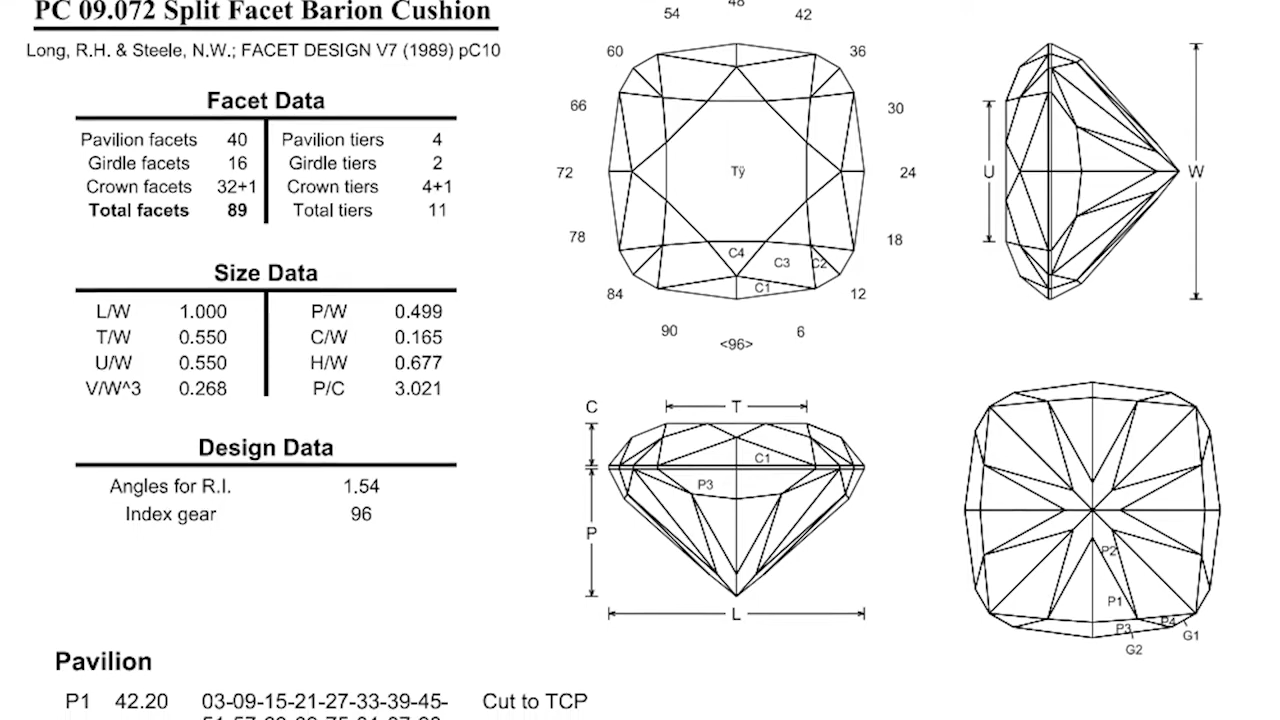 PC 09.072 Split Facet Barion Cushion
Long, R.H. & Steele, N.W.; FACET DESIGN V7 (1989) pC10
Facet Data
Pavilion facets 40 Pavilion tiers 4
Girdle facets 16 Girdle tiers 2
Crown facets 32+1 Crown tiers 4+1
Total facets 89 Total tiers 11
Size Data
L/W 1.000 P/W 0.499
T/W 0.550 C/W 0.165
U/W 0.550 H/W 0.677
V/W^3 0.268 P/C 3.021
Design Data
Angles for R.I. 1.54
Index gear 96
54 48 42
60 36
66 30
72 Tÿ 24
78 18
C4 C3 C2
C1
84 12
90 6
<96>
U W
C T
C1
P3
P
L
P2
P1
P3 P4
G1
G2
Pavilion
P1 42.20 03-09-15-21-27-33-39-45- Cut to TCP